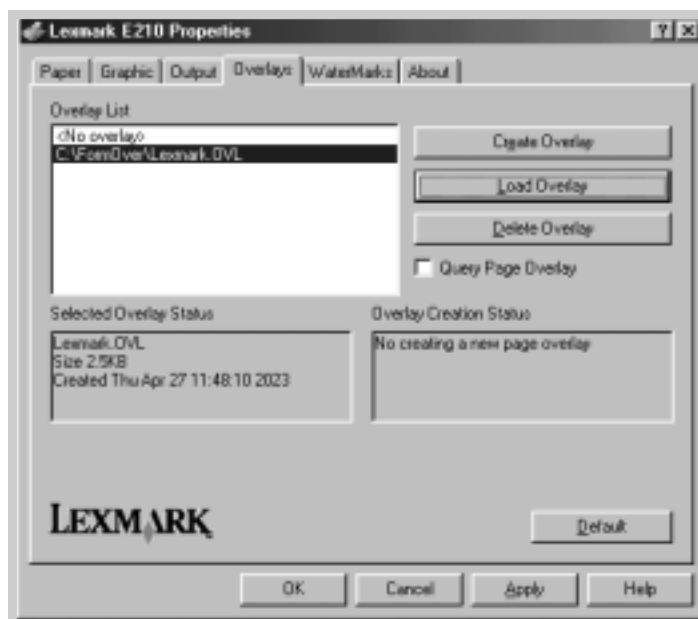 Lexmark E210 Properties
Paper Graphic Output Overlays WaterMarks About
Overlay List
<No overlay>
C:\FormOver\Lexmark.OVL
Create Overlay
Load Overlay
Delete Overlay
Query Page Overlay
Selected Overlay Status
Lexmark.OVL
Size 2.5KB
Created Thu Apr 27 11:48:10 2023
Overlay Creation Status
No creating a new page overlay
LEXMARK
Default
OK Cancel Apply Help